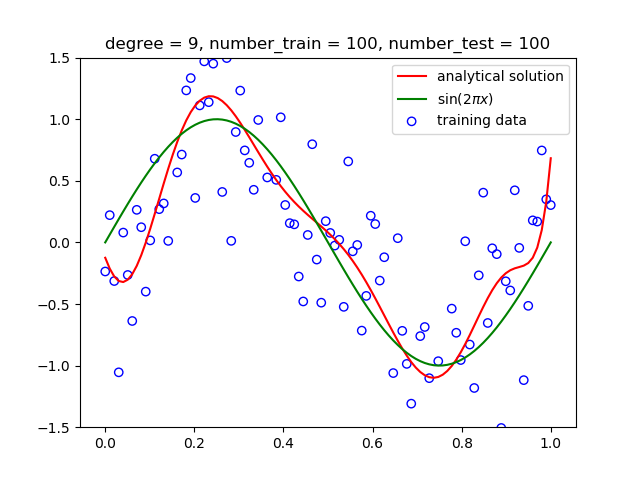 degree = 9, number_train = 100, number_test = 100
analytical solution
sin(2πx)
training data
1.5
1.0
0.5
0.0
−0.5
−1.0
−1.5
0.0 0.2 0.4 0.6 0.8 1.0